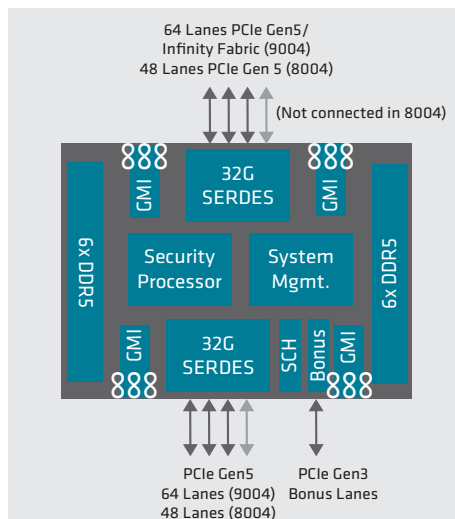 64 Lanes PCIe Gen5/
Infinity Fabric (9004)
48 Lanes PCIe Gen 5 (8004)
(Not connected in 8004)
GMI
32G
SERDES
GMI
6x DDR5
Security
Processor
System
Mgmt.
6x DDR5
GMI
32G
SERDES
SCH
Bonus
GMI
PCIe Gen5
64 Lanes (9004)
48 Lanes (8004)
PCIe Gen3
Bonus Lanes